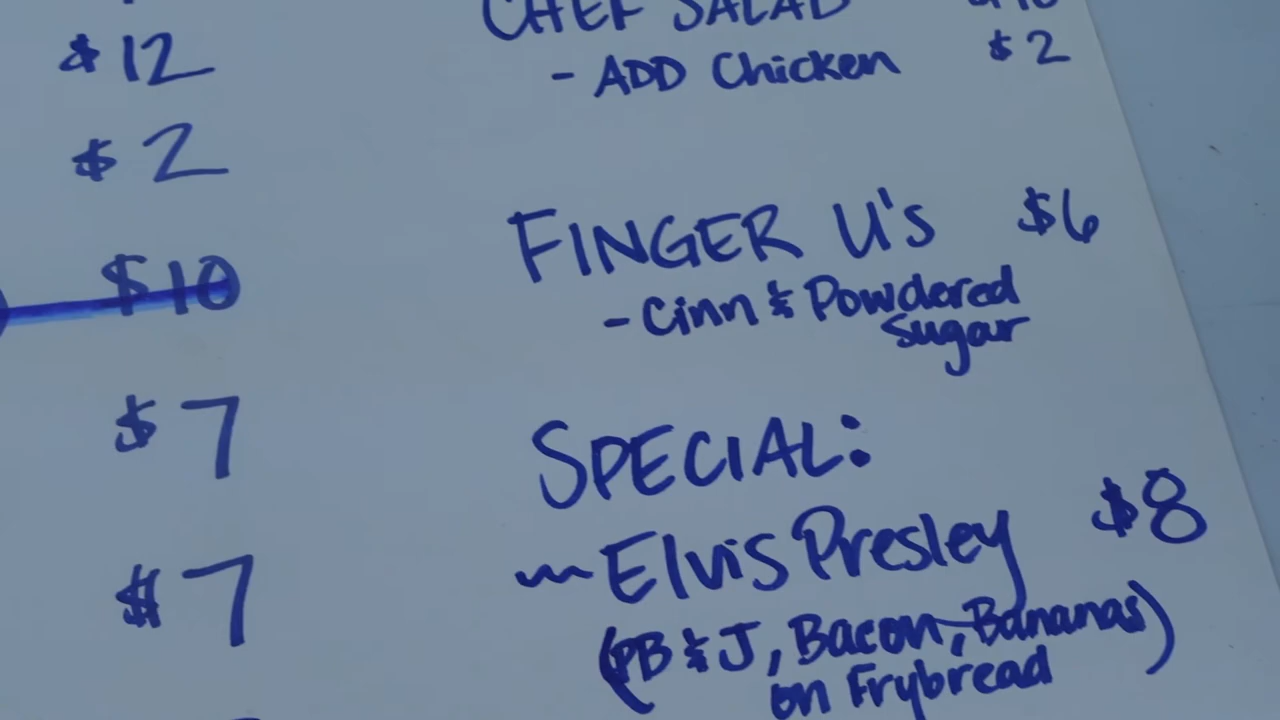 $12
$2
$10
$7
$7
CHEF SALAD
- ADD Chicken $2
FINGER U's $6
- Cinn & Powdered
Sugar
SPECIAL:
~ Elvis Presley $8
(PB & J, Bacon, Bananas)
on Frybread